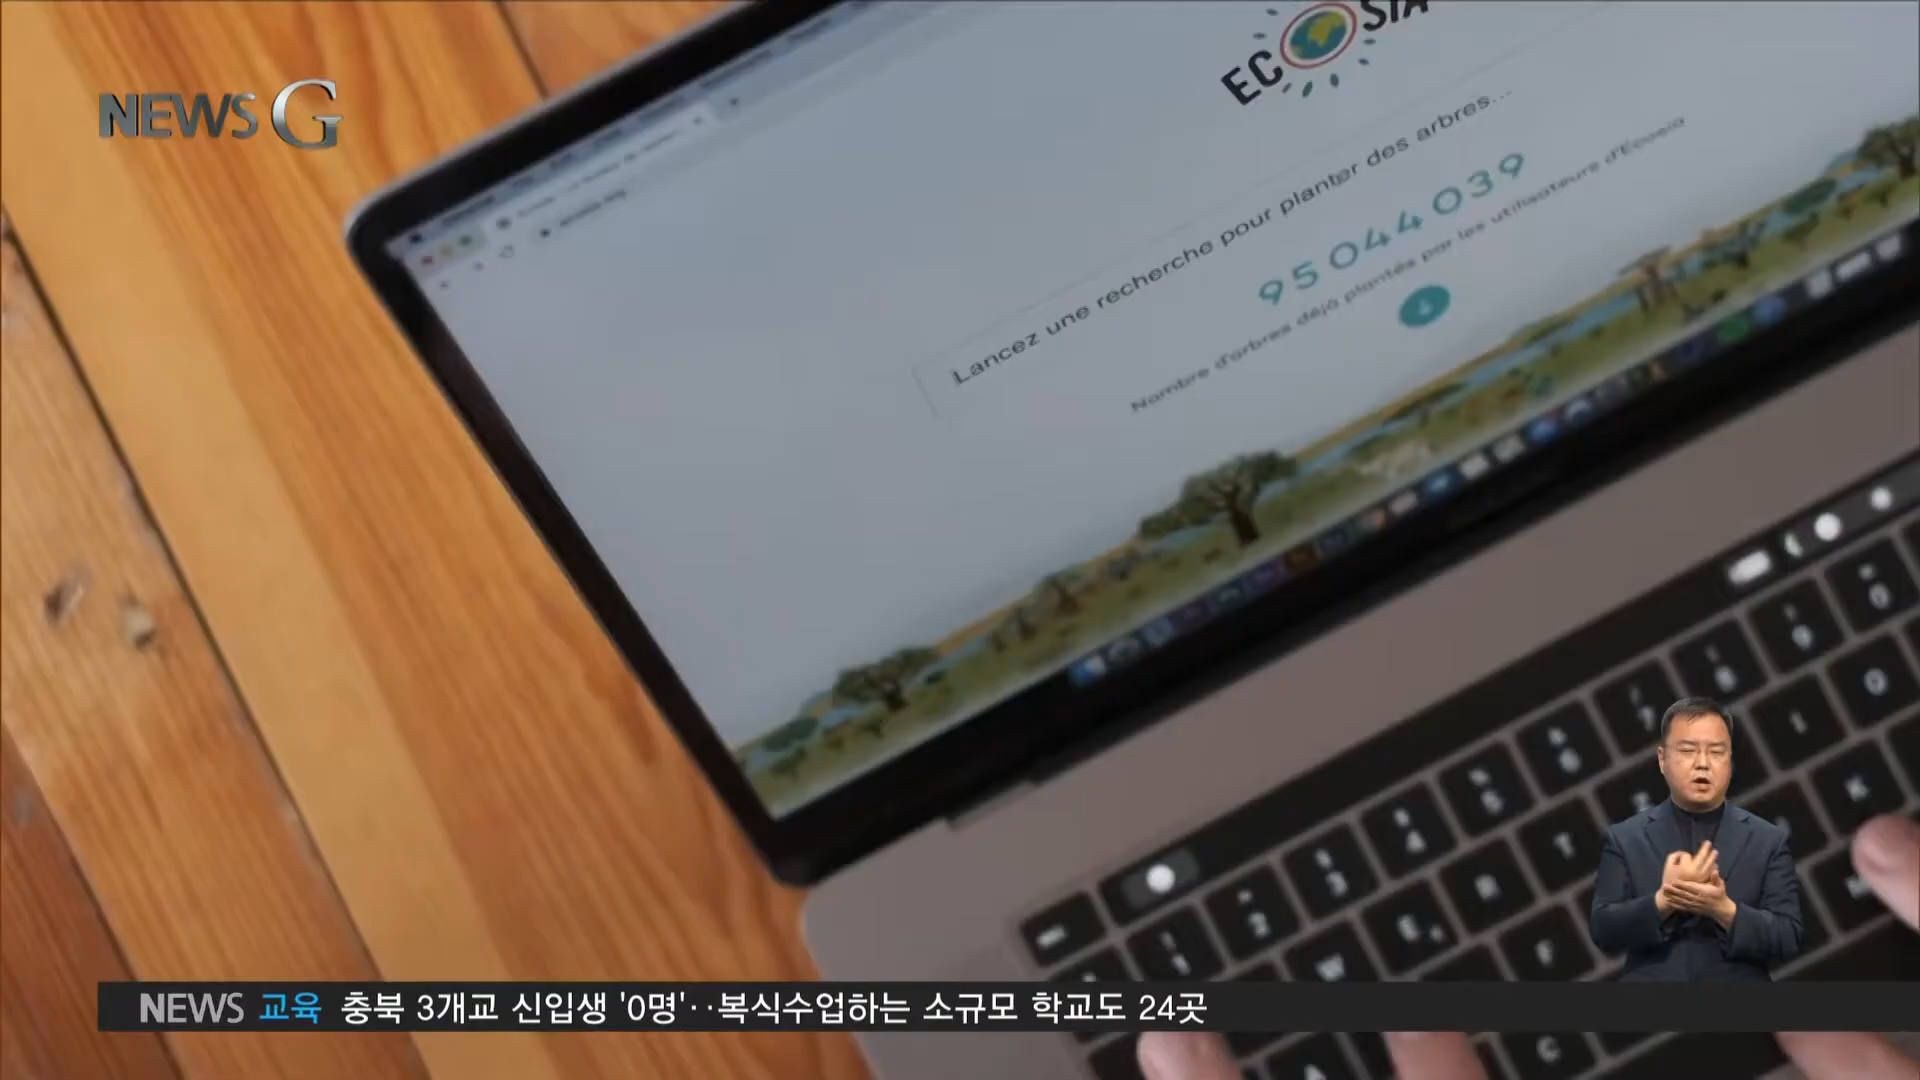 NEWS G
ECOSIA
Lancez une recherche pour planter des arbres...
95044039
Nombre d'arbres déjà plantés par les utilisateurs d'Ecosia
NEWS 교육 충북 3개교 신입생 '0명'··복식수업하는 소규모 학교도 24곳